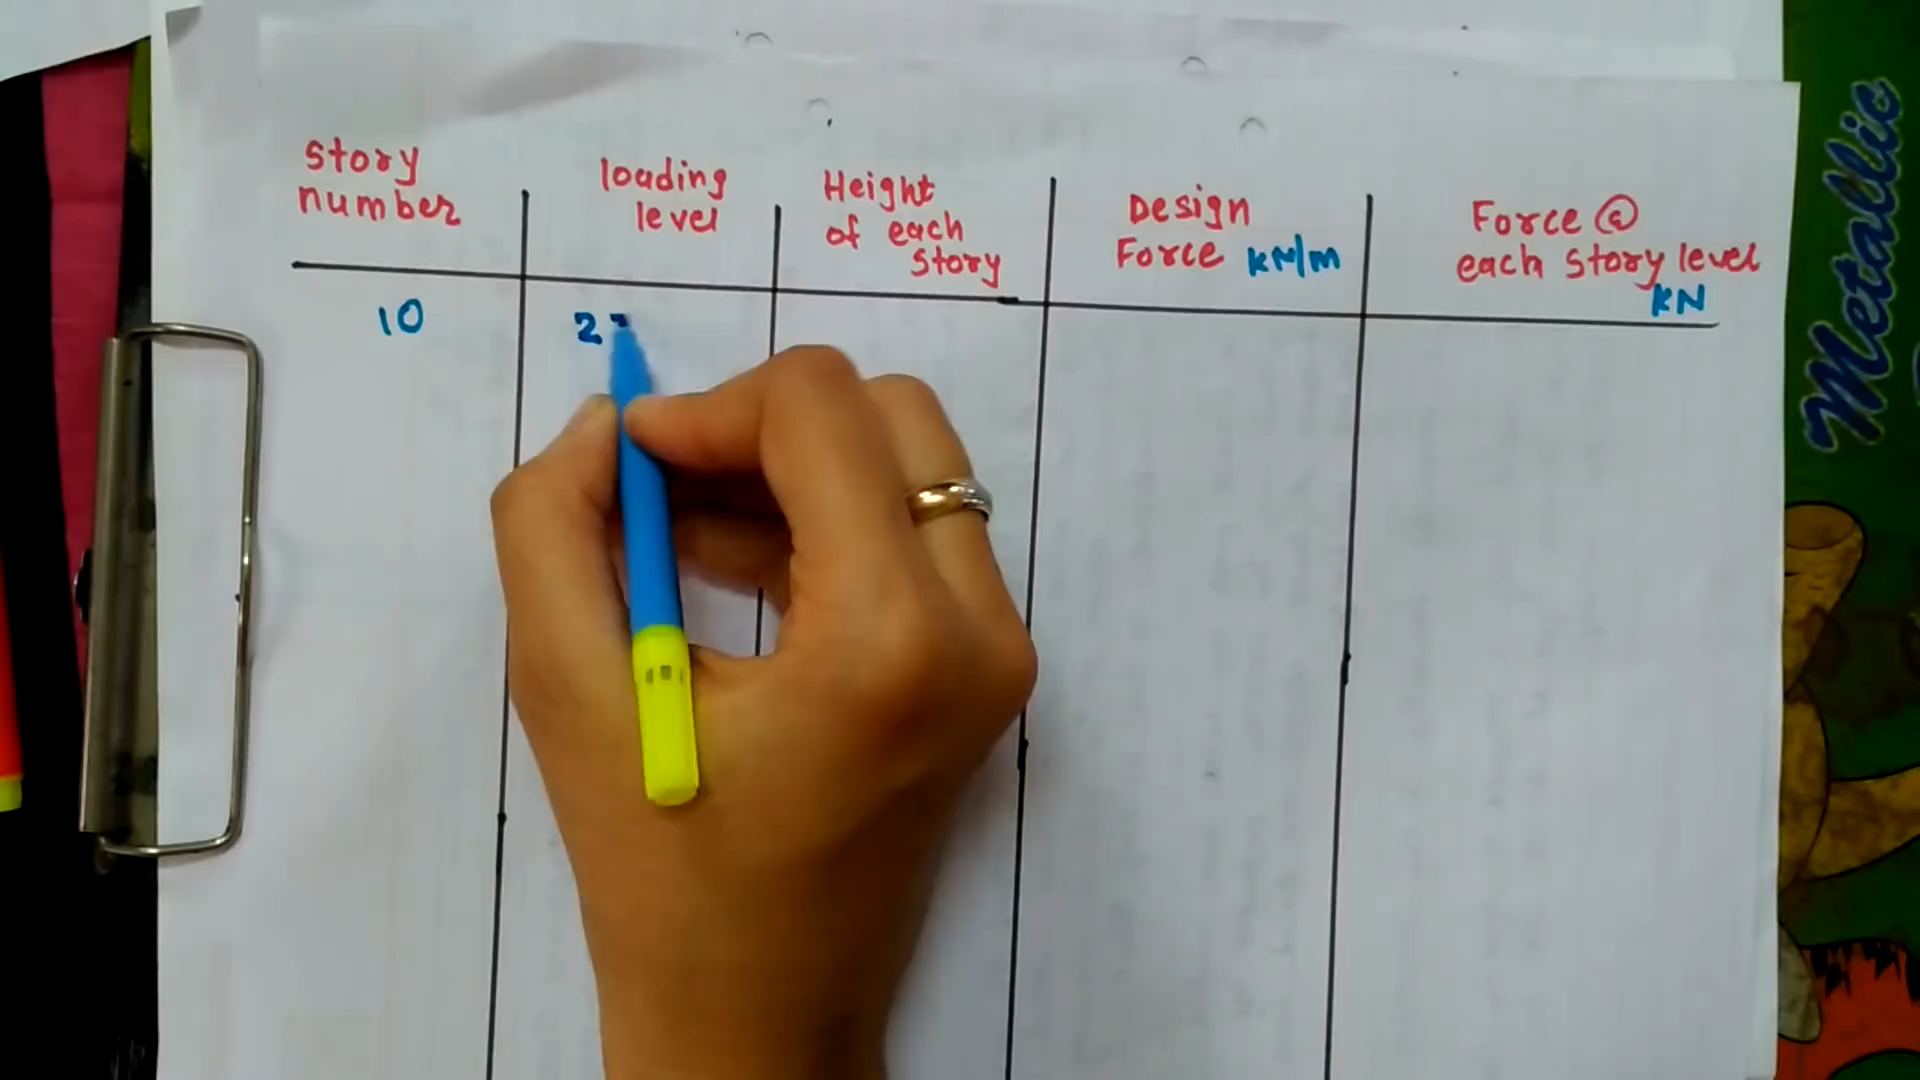 story
number
loading
level
Height
of each
story
Design
Force kN/m
Force @
each story level
kN
10
2
Metallic